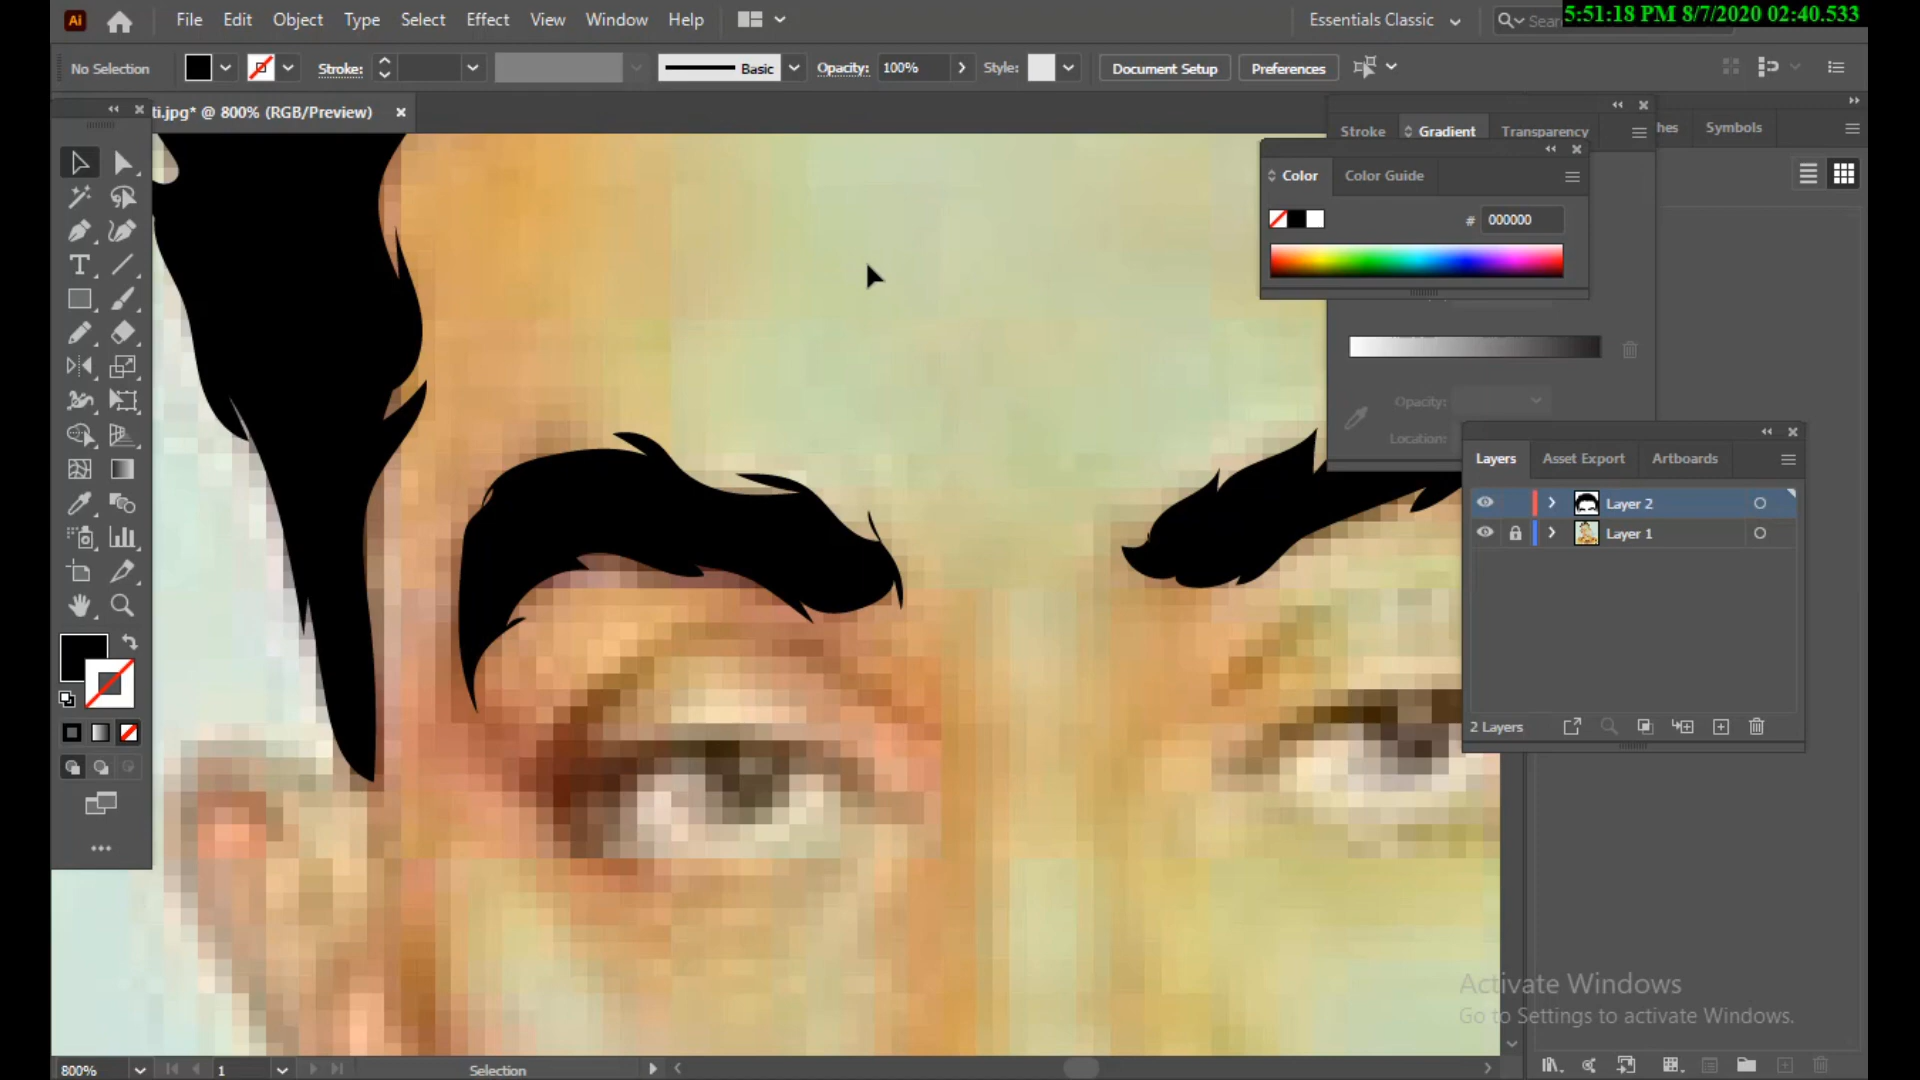 Ai File Edit Object Type Select Effect View Window Help Essentials Classic
5:51:18 PM 8/7/2020 02:40.533
No Selection Stroke: Basic Opacity: 100% Style: Document Setup Preferences
ti.jpg* @ 800% (RGB/Preview)
Stroke Gradient Transparency
Symbols
Color Color Guide
# 000000
Opacity:
Location:
Layers Asset Export Artboards
Layer 2
Layer 1
2 Layers
Activate Windows
Go to Settings to activate Windows.
800% 1 Selection